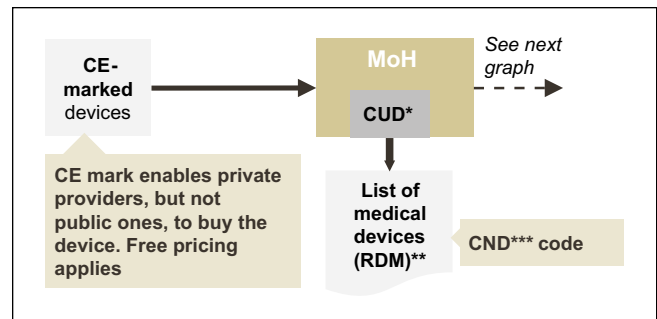 CE-
marked
devices
MoH
CUD*
See next
graph
CE mark enables private
providers, but not
public ones, to buy the
device. Free pricing
applies
List of
medical
devices
(RDM)**
CND*** code